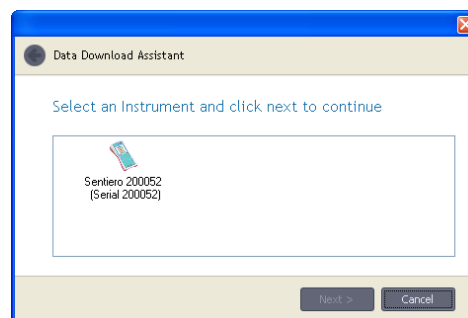 Data Download Assistant
Select an Instrument and click next to continue
Sentiero 200052
(Serial 200052)
Next >
Cancel